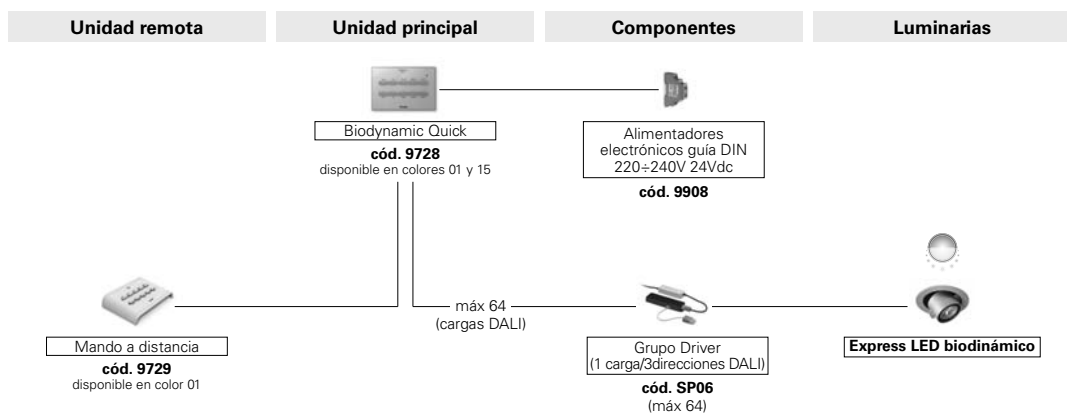 Unidad remota
Unidad principal
Componentes
Luminarias
Biodynamic Quick
cód. 9728
disponible en colores 01 y 15
Alimentadores
electrónicos guía DIN
220÷240V 24Vdc
cód. 9908
máx 64
(cargas DALI)
Mando a distancia
cód. 9729
disponible en color 01
Grupo Driver
(1 carga/3direcciones DALI)
cód. SP06
(máx 64)
Express LED biodinámico